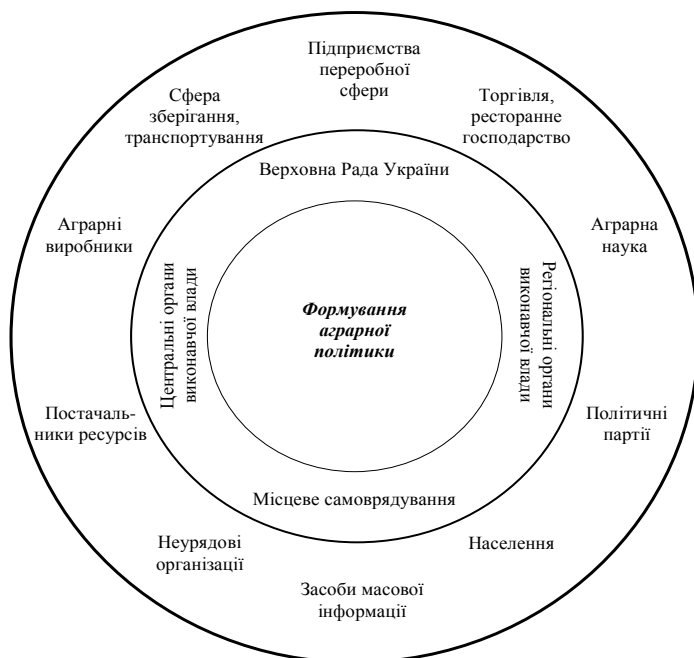 Підприємства
переробної
сфери
Сфера
зберігання,
транспортування
Торгівля,
ресторанне
господарство
Верховна Рада України
Аграрні
виробники
Аграрна
наука
Центральні органи
виконавчої влади
Формування
аграрної
політики
Регіональні органи
виконавчої влади
Постачаль-
ники ресурсів
Політичні
партії
Місцеве самоврядування
Неурядові
організації
Населення
Засоби масової
інформації